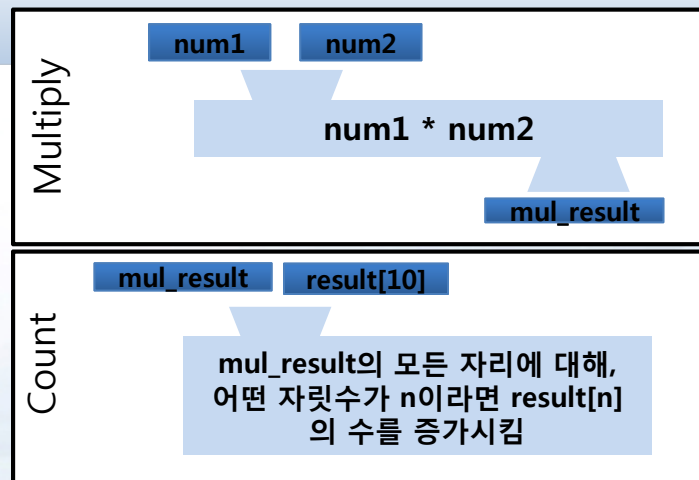 Multiply
num1
num2
num1 * num2
mul_result
Count
mul_result
result[10]
mul_result의 모든 자리에 대해,
어떤 자릿수가 n이라면 result[n]
의 수를 증가시킴